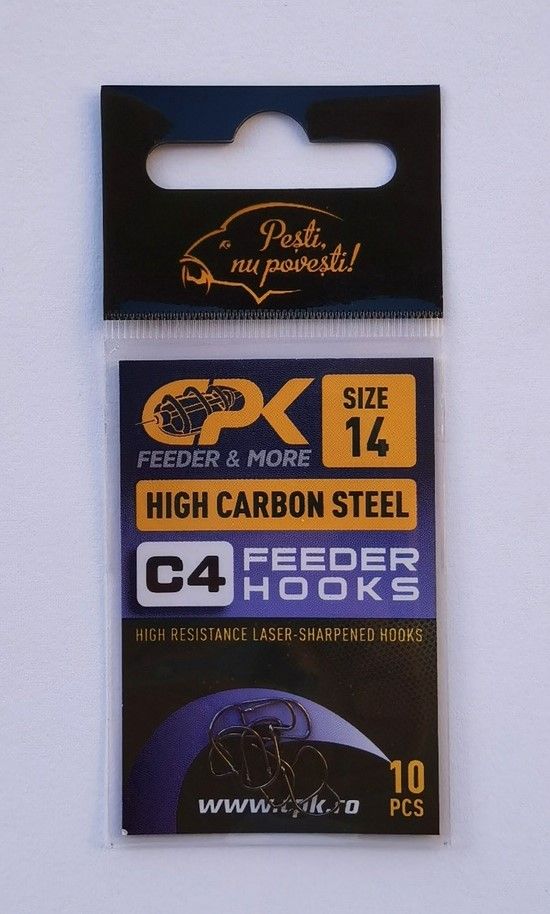 Pești,
nu povești!
CPK
FEEDER & MORE
SIZE
14
HIGH CARBON STEEL
C4
FEEDER
HOOKS
HIGH RESISTANCE LASER-SHARPENED HOOKS
10
PCS
www.cpk.ro